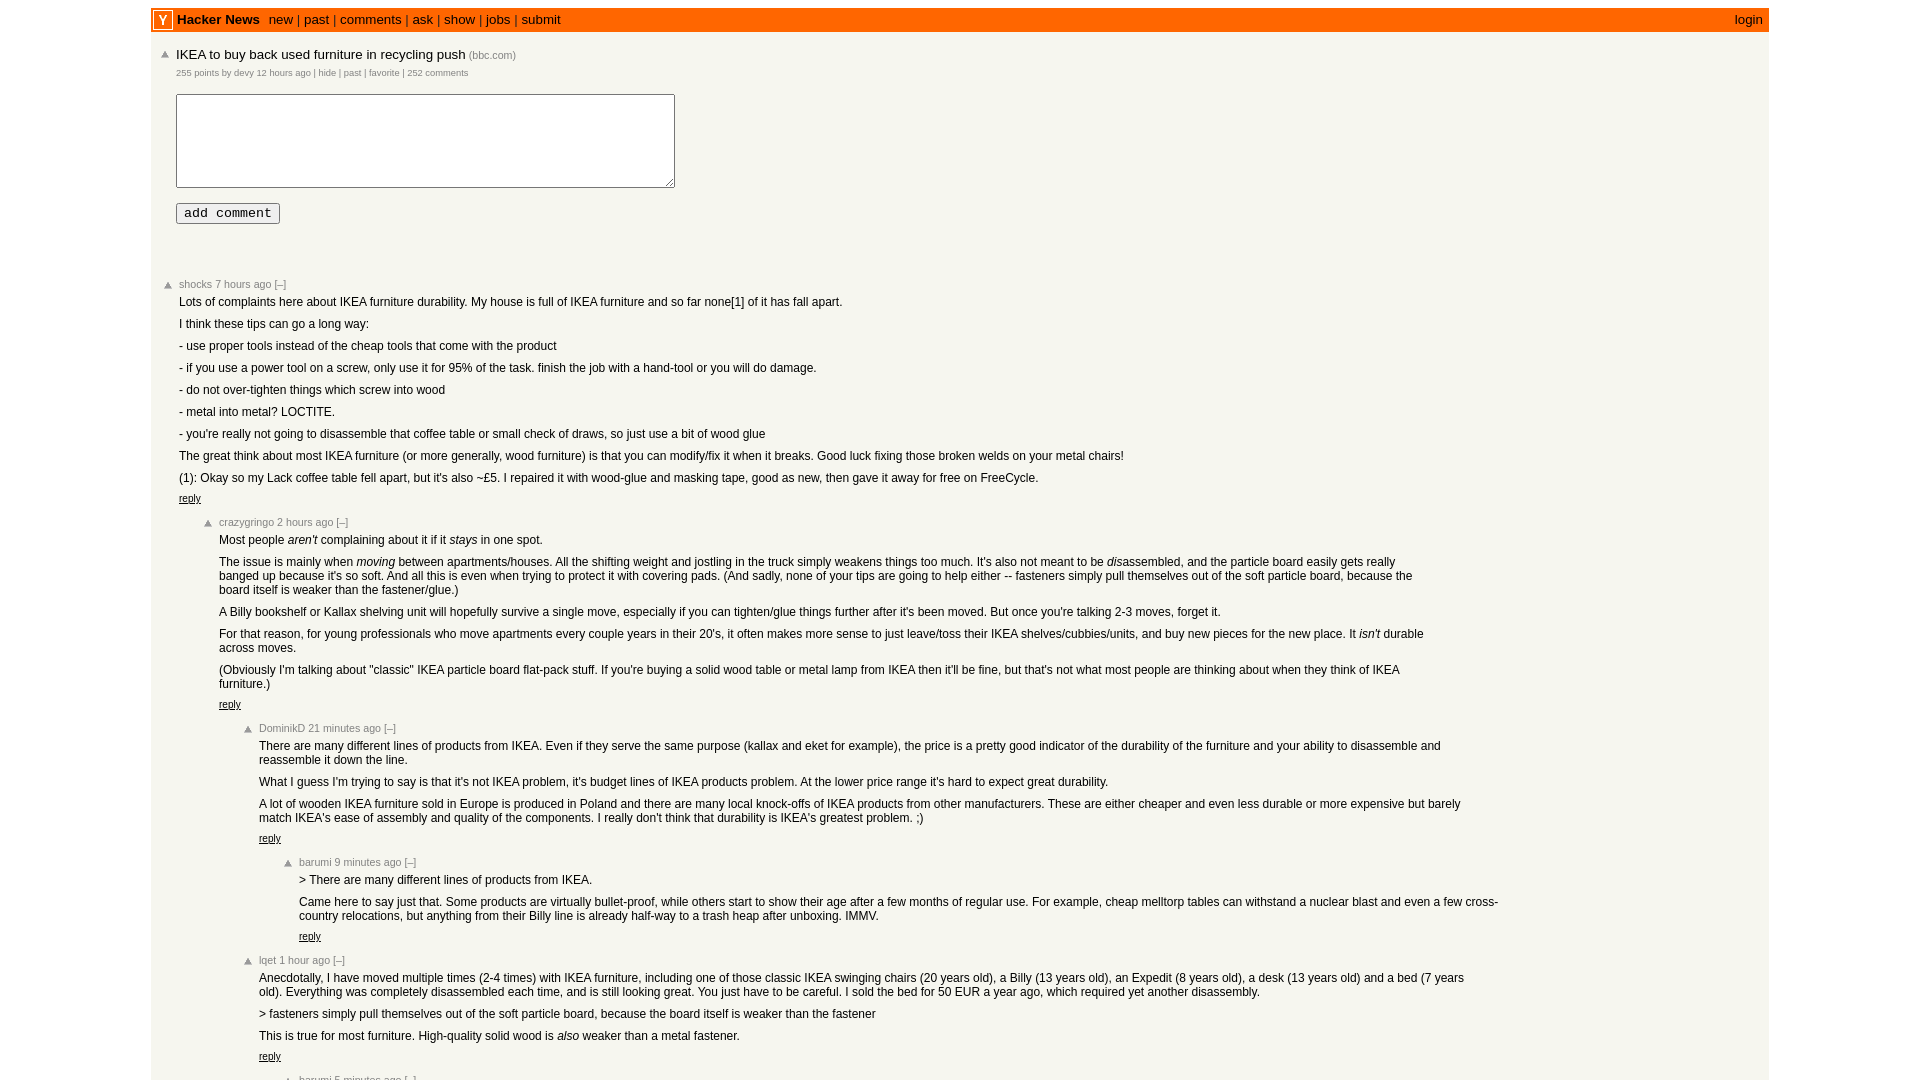 Y Hacker News new | past | comments | ask | show | jobs | submit login
IKEA to buy back used furniture in recycling push (bbc.com)
255 points by devy 12 hours ago | hide | past | favorite | 252 comments
add comment
shocks 7 hours ago [–]
Lots of complaints here about IKEA furniture durability. My house is full of IKEA furniture and so far none[1] of it has fall apart.
I think these tips can go a long way:
- use proper tools instead of the cheap tools that come with the product
- if you use a power tool on a screw, only use it for 95% of the task. finish the job with a hand-tool or you will do damage.
- do not over-tighten things which screw into wood
- metal into metal? LOCTITE.
- you're really not going to disassemble that coffee table or small check of draws, so just use a bit of wood glue
The great think about most IKEA furniture (or more generally, wood furniture) is that you can modify/fix it when it breaks. Good luck fixing those broken welds on your metal chairs!
(1): Okay so my Lack coffee table fell apart, but it's also ~£5. I repaired it with wood-glue and masking tape, good as new, then gave it away for free on FreeCycle.
reply
crazygringo 2 hours ago [–]
Most people aren't complaining about it if it stays in one spot.
The issue is mainly when moving between apartments/houses. All the shifting weight and jostling in the truck simply weakens things too much. It's also not meant to be disassembled, and the particle board easily gets really
banged up because it's so soft. And all this is even when trying to protect it with covering pads. (And sadly, none of your tips are going to help either -- fasteners simply pull themselves out of the soft particle board, because the
board itself is weaker than the fastener/glue.)
A Billy bookshelf or Kallax shelving unit will hopefully survive a single move, especially if you can tighten/glue things further after it's been moved. But once you're talking 2-3 moves, forget it.
For that reason, for young professionals who move apartments every couple years in their 20's, it often makes more sense to just leave/toss their IKEA shelves/cubbies/units, and buy new pieces for the new place. It isn't durable
across moves.
(Obviously I'm talking about "classic" IKEA particle board flat-pack stuff. If you're buying a solid wood table or metal lamp from IKEA then it'll be fine, but that's not what most people are thinking about when they think of IKEA
furniture.)
reply
DominikD 21 minutes ago [–]
There are many different lines of products from IKEA. Even if they serve the same purpose (kallax and eket for example), the price is a pretty good indicator of the durability of the furniture and your ability to disassemble and
reassemble it down the line.
What I guess I'm trying to say is that it's not IKEA problem, it's budget lines of IKEA products problem. At the lower price range it's hard to expect great durability.
A lot of wooden IKEA furniture sold in Europe is produced in Poland and there are many local knock-offs of IKEA products from other manufacturers. These are either cheaper and even less durable or more expensive but barely
match IKEA's ease of assembly and quality of the components. I really don't think that durability is IKEA's greatest problem. ;)
reply
barumi 9 minutes ago [–]
> There are many different lines of products from IKEA.
Came here to say just that. Some products are virtually bullet-proof, while others start to show their age after a few months of regular use. For example, cheap melltorp tables can withstand a nuclear blast and even a few cross-
country relocations, but anything from their Billy line is already half-way to a trash heap after unboxing. IMMV.
reply
lqet 1 hour ago [–]
Anecdotally, I have moved multiple times (2-4 times) with IKEA furniture, including one of those classic IKEA swinging chairs (20 years old), a Billy (13 years old), an Expedit (8 years old), a desk (13 years old) and a bed (7 years
old). Everything was completely disassembled each time, and is still looking great. You just have to be careful. I sold the bed for 50 EUR a year ago, which required yet another disassembly.
> fasteners simply pull themselves out of the soft particle board, because the board itself is weaker than the fastener
This is true for most furniture. High-quality solid wood is also weaker than a metal fastener.
reply
barumi 5 minutes ago [–]